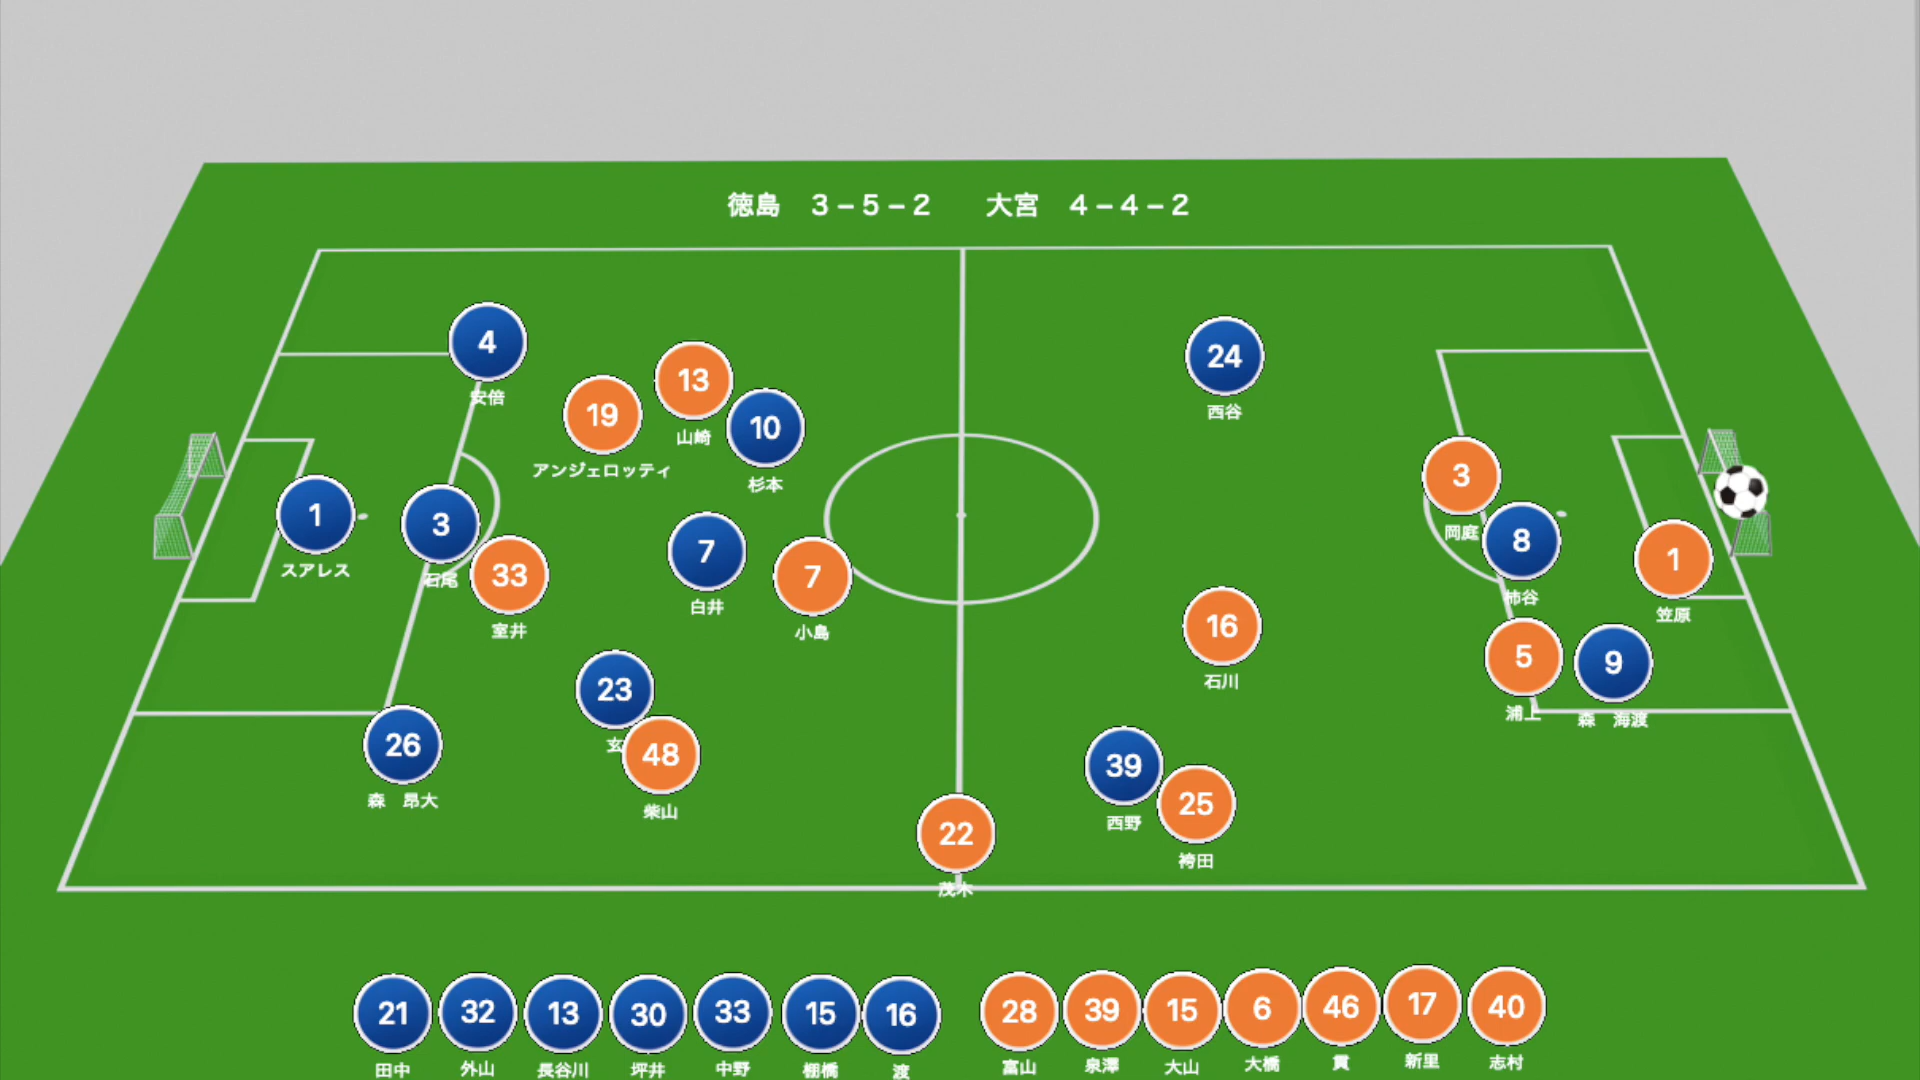 徳島　3－5－2　　大宮　4－4－2
4
安倍
24
西谷
13
山崎
19
アンジェロッティ
10
杉本
3
岡庭
1
スアレス
3
石尾
33
室井
7
白井
7
小島
8
柿谷
1
笠原
16
石川
5
浦上
9
森　海渡
23
玄
48
柴山
26
森　昂大
39
西野
25
袴田
22
茂木
21 32 13 30 33 15 16 28 39 15 6 46 17 40
田中 外山 長谷川 坪井 中野 棚橋 渡 富山 泉澤 大山 大橋 貫 新里 志村